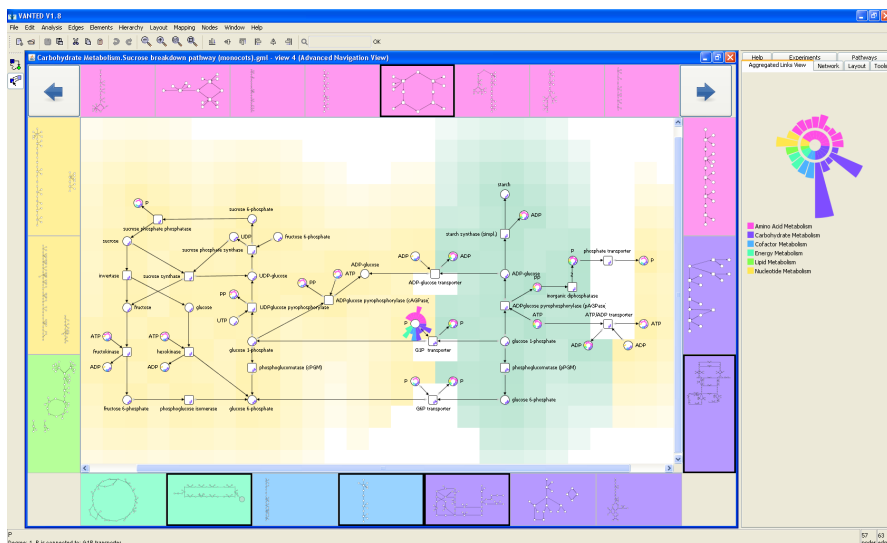 VANTED V1.8
File Edit Analysis Edges Elements Hierarchy Layout Mapping Nodes Window Help
OK
Carbohydrate Metabolism.Sucrose breakdown pathway (monocots).gml - view 4 (Advanced Navigation View)
Help Experiments Pathways
Aggregated Links View Network Layout Tools
starch
P
sucrose 6-phosphate
ADP
sucrose phosphate phosphatase
sucrose
UDP
fructose 6-phosphate
starch synthase (simpl.)
sucrose phosphate synthase
ADP
ADP
P
phosphate transporter
P
invertase
sucrose synthase
UDP-glucose
PP
ATP
ADP-glucose
ADP-glucose transporter
ADP-glucose
PP
inorganic diphosphatase
fructose
glucose
PP
UDPglucose pyrophosphorylase
ADPglucose pyrophosphorylase (cAGPase)
ADPglucose pyrophosphorylase (pAGPase)
UTP
ATP
ATP/ADP transporter
ATP
ATP
ATP
P
P
fructokinase
hexokinase
glucose 1-phosphate
G1P transporter
glucose 1-phosphate
ADP
ADP
ADP
ADP
phosphoglucomutase (cPGM)
phosphoglucomutase (pPGM)
P
P
fructose 6-phosphate
phosphoglucose isomerase
glucose 6-phosphate
G6P transporter
glucose 6-phosphate
Amino Acid Metabolism
Carbohydrate Metabolism
Cofactor Metabolism
Energy Metabolism
Lipid Metabolism
Nucleotide Metabolism
P
57 63